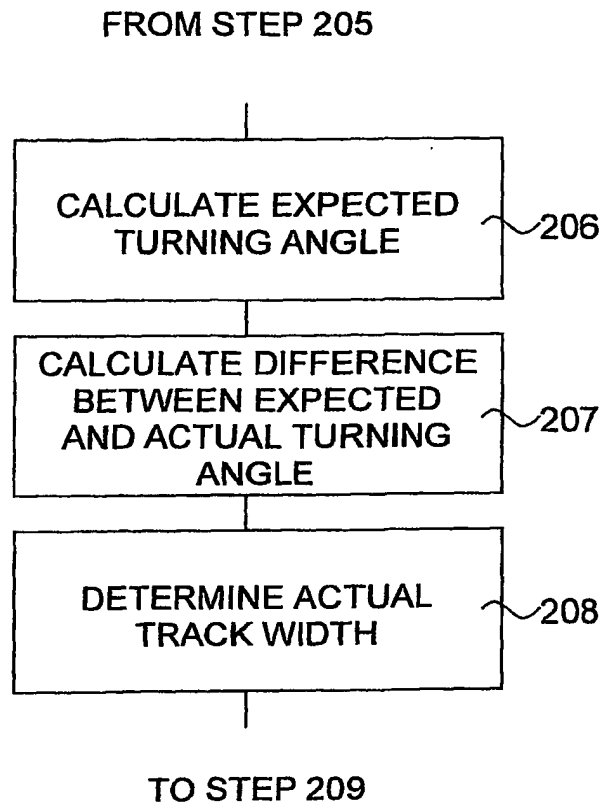 FROM STEP 205
CALCULATE EXPECTED
TURNING ANGLE
206
CALCULATE DIFFERENCE
BETWEEN EXPECTED
AND ACTUAL TURNING
ANGLE
207
DETERMINE ACTUAL
TRACK WIDTH
208
TO STEP 209